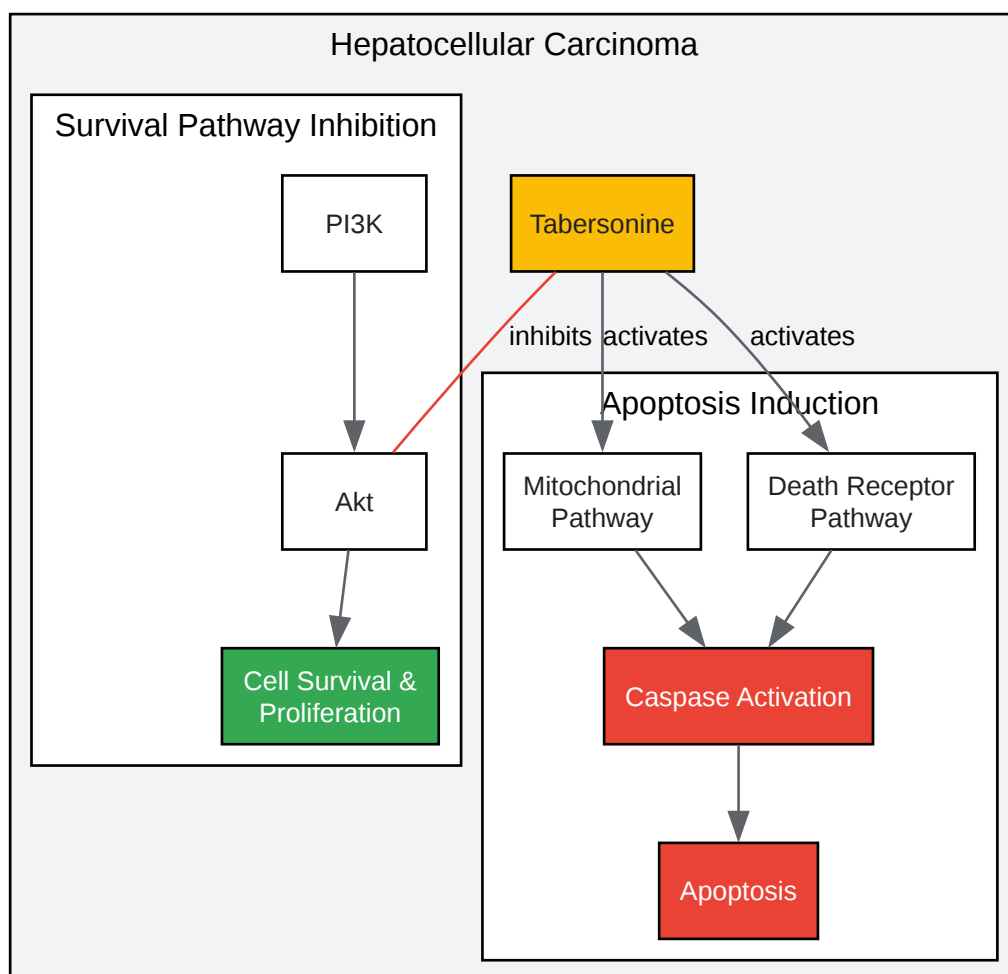 Hepatocellular Carcinoma
Survival Pathway Inhibition
PI3K
Tabersonine
inhibits
activates
activates
Apoptosis Induction
Akt
Mitochondrial
Pathway
Death Receptor
Pathway
Cell Survival &
Proliferation
Caspase Activation
Apoptosis